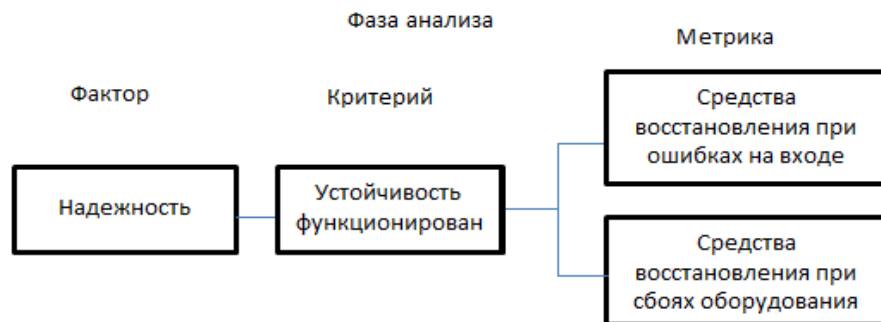 Фаза анализа
Метрика
Фактор
Критерий
Средства
восстановления при
ошибках на входе
Надежность
Устойчивость
функционирован
Средства
восстановления при
сбоях оборудования